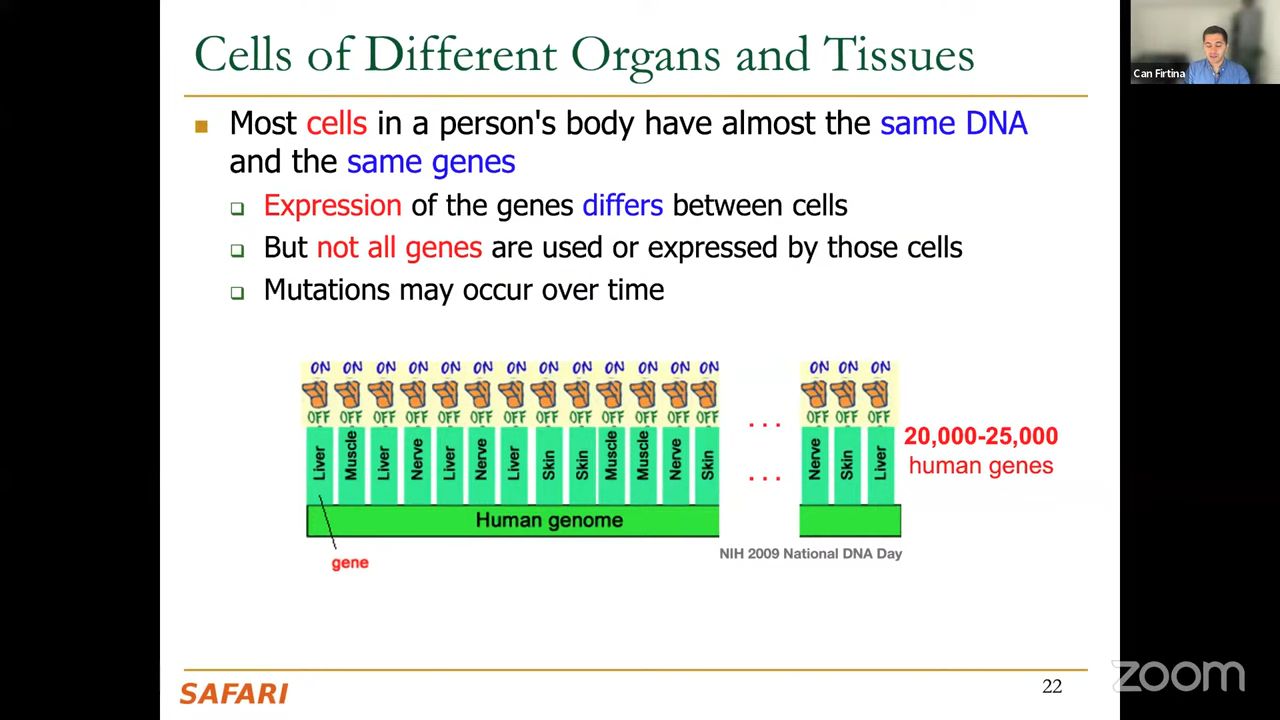 Cells of Different Organs and Tissues
Can Firtina
Most cells in a person's body have almost the same DNA
and the same genes
Expression of the genes differs between cells
But not all genes are used or expressed by those cells
Mutations may occur over time
ON ON ON ON ON ON ON ON ON ON ON ON ON ON ON ON
OFF OFF OFF OFF OFF OFF OFF OFF OFF OFF OFF OFF OFF ... OFF OFF OFF
Liver Muscle Liver Nerve Liver Nerve Liver Skin Skin Muscle Muscle Nerve Skin ... Nerve Skin Liver
20,000-25,000
human genes
Human genome
NIH 2009 National DNA Day
gene
SAFARI
22
zoom